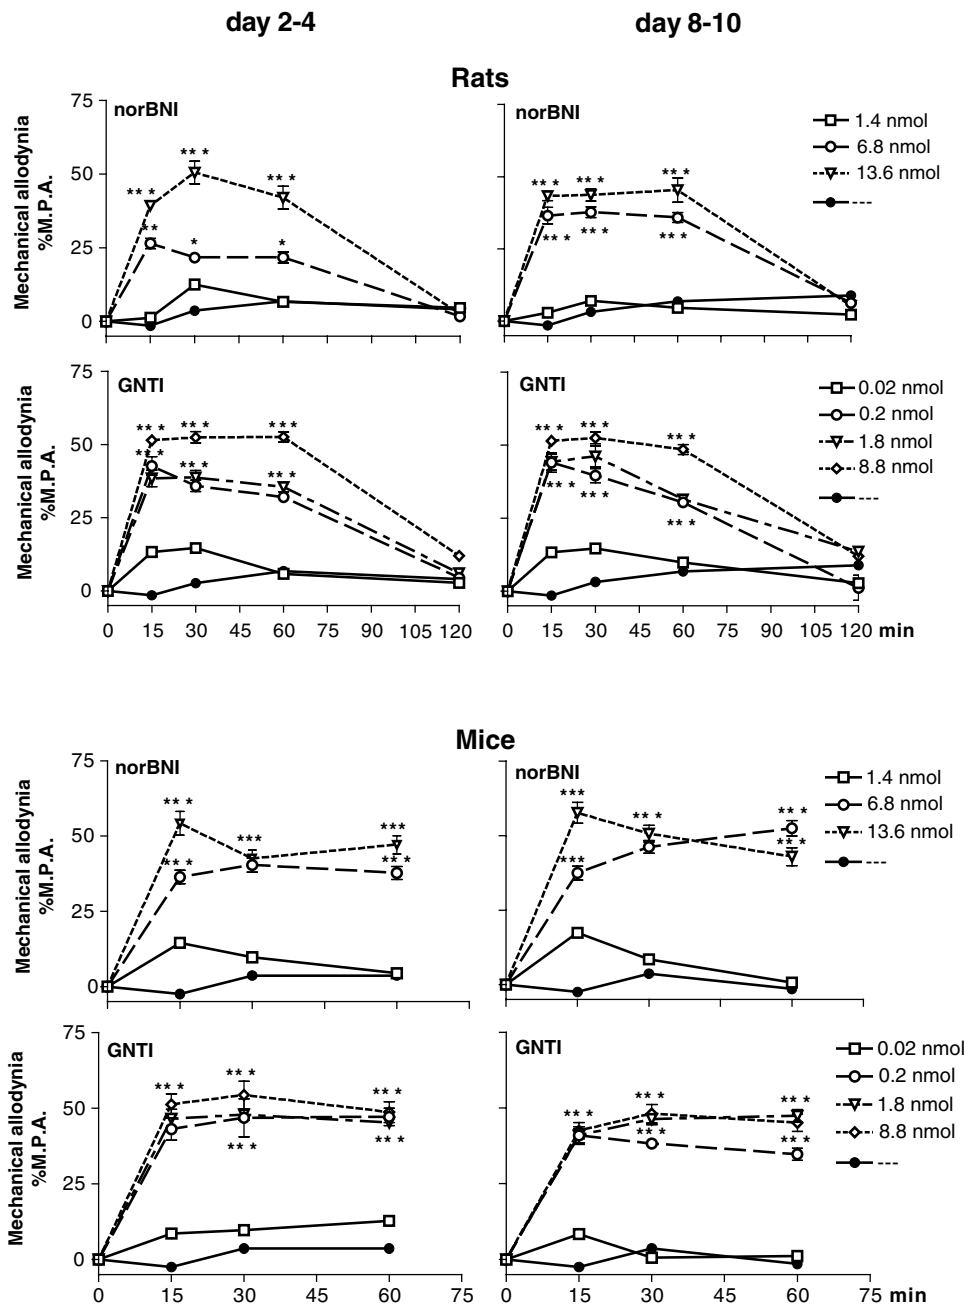 day 2-4
day 8-10
Rats
norBNI
norBNI
Mechanical allodynia
%M.P.A.
75
50
25
0
** *
** *
** *
**
*
*
** *
** *
** *
** *
** *
** *
1.4 nmol
6.8 nmol
13.6 nmol
---
GNTI
GNTI
Mechanical allodynia
%M.P.A.
75
50
25
0
** *
** *
** *
** *
** *
** *
** *
** *
** *
** *
** *
** *
0.02 nmol
0.2 nmol
1.8 nmol
8.8 nmol
---
0 15 30 45 60 75 90 105 120
0 15 30 45 60 75 90 105 120 min
Mice
norBNI
norBNI
Mechanical allodynia
%M.P.A.
75
50
25
0
** *
***
***
** *
** *
***
** *
** *
** *
***
1.4 nmol
6.8 nmol
13.6 nmol
---
GNTI
GNTI
Mechanical allodynia
%M.P.A.
75
50
25
0
** *
** *
** *
** *
** *
** *
** *
** *
** *
** *
0.02 nmol
0.2 nmol
1.8 nmol
8.8 nmol
---
0 15 30 45 60 75
0 15 30 45 60 75 min